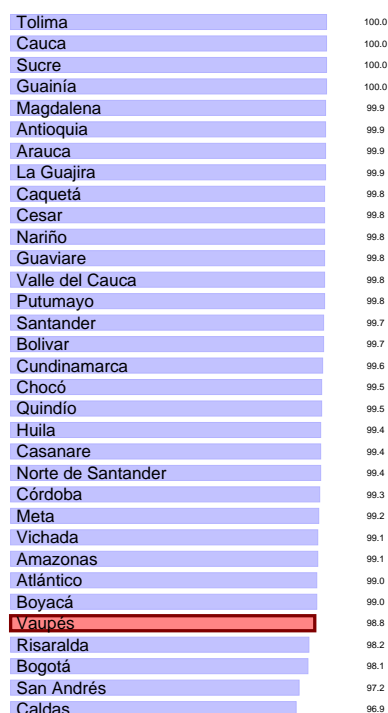 Tolima 100.0
Cauca 100.0
Sucre 100.0
Guainía 100.0
Magdalena 99.9
Antioquia 99.9
Arauca 99.9
La Guajira 99.9
Caquetá 99.8
Cesar 99.8
Nariño 99.8
Guaviare 99.8
Valle del Cauca 99.8
Putumayo 99.8
Santander 99.7
Bolivar 99.7
Cundinamarca 99.6
Chocó 99.5
Quindío 99.5
Huila 99.4
Casanare 99.4
Norte de Santander 99.4
Córdoba 99.3
Meta 99.2
Vichada 99.1
Amazonas 99.1
Atlántico 99.0
Boyacá 99.0
Vaupés 98.8
Risaralda 98.2
Bogotá 98.1
San Andrés 97.2
Caldas 96.9